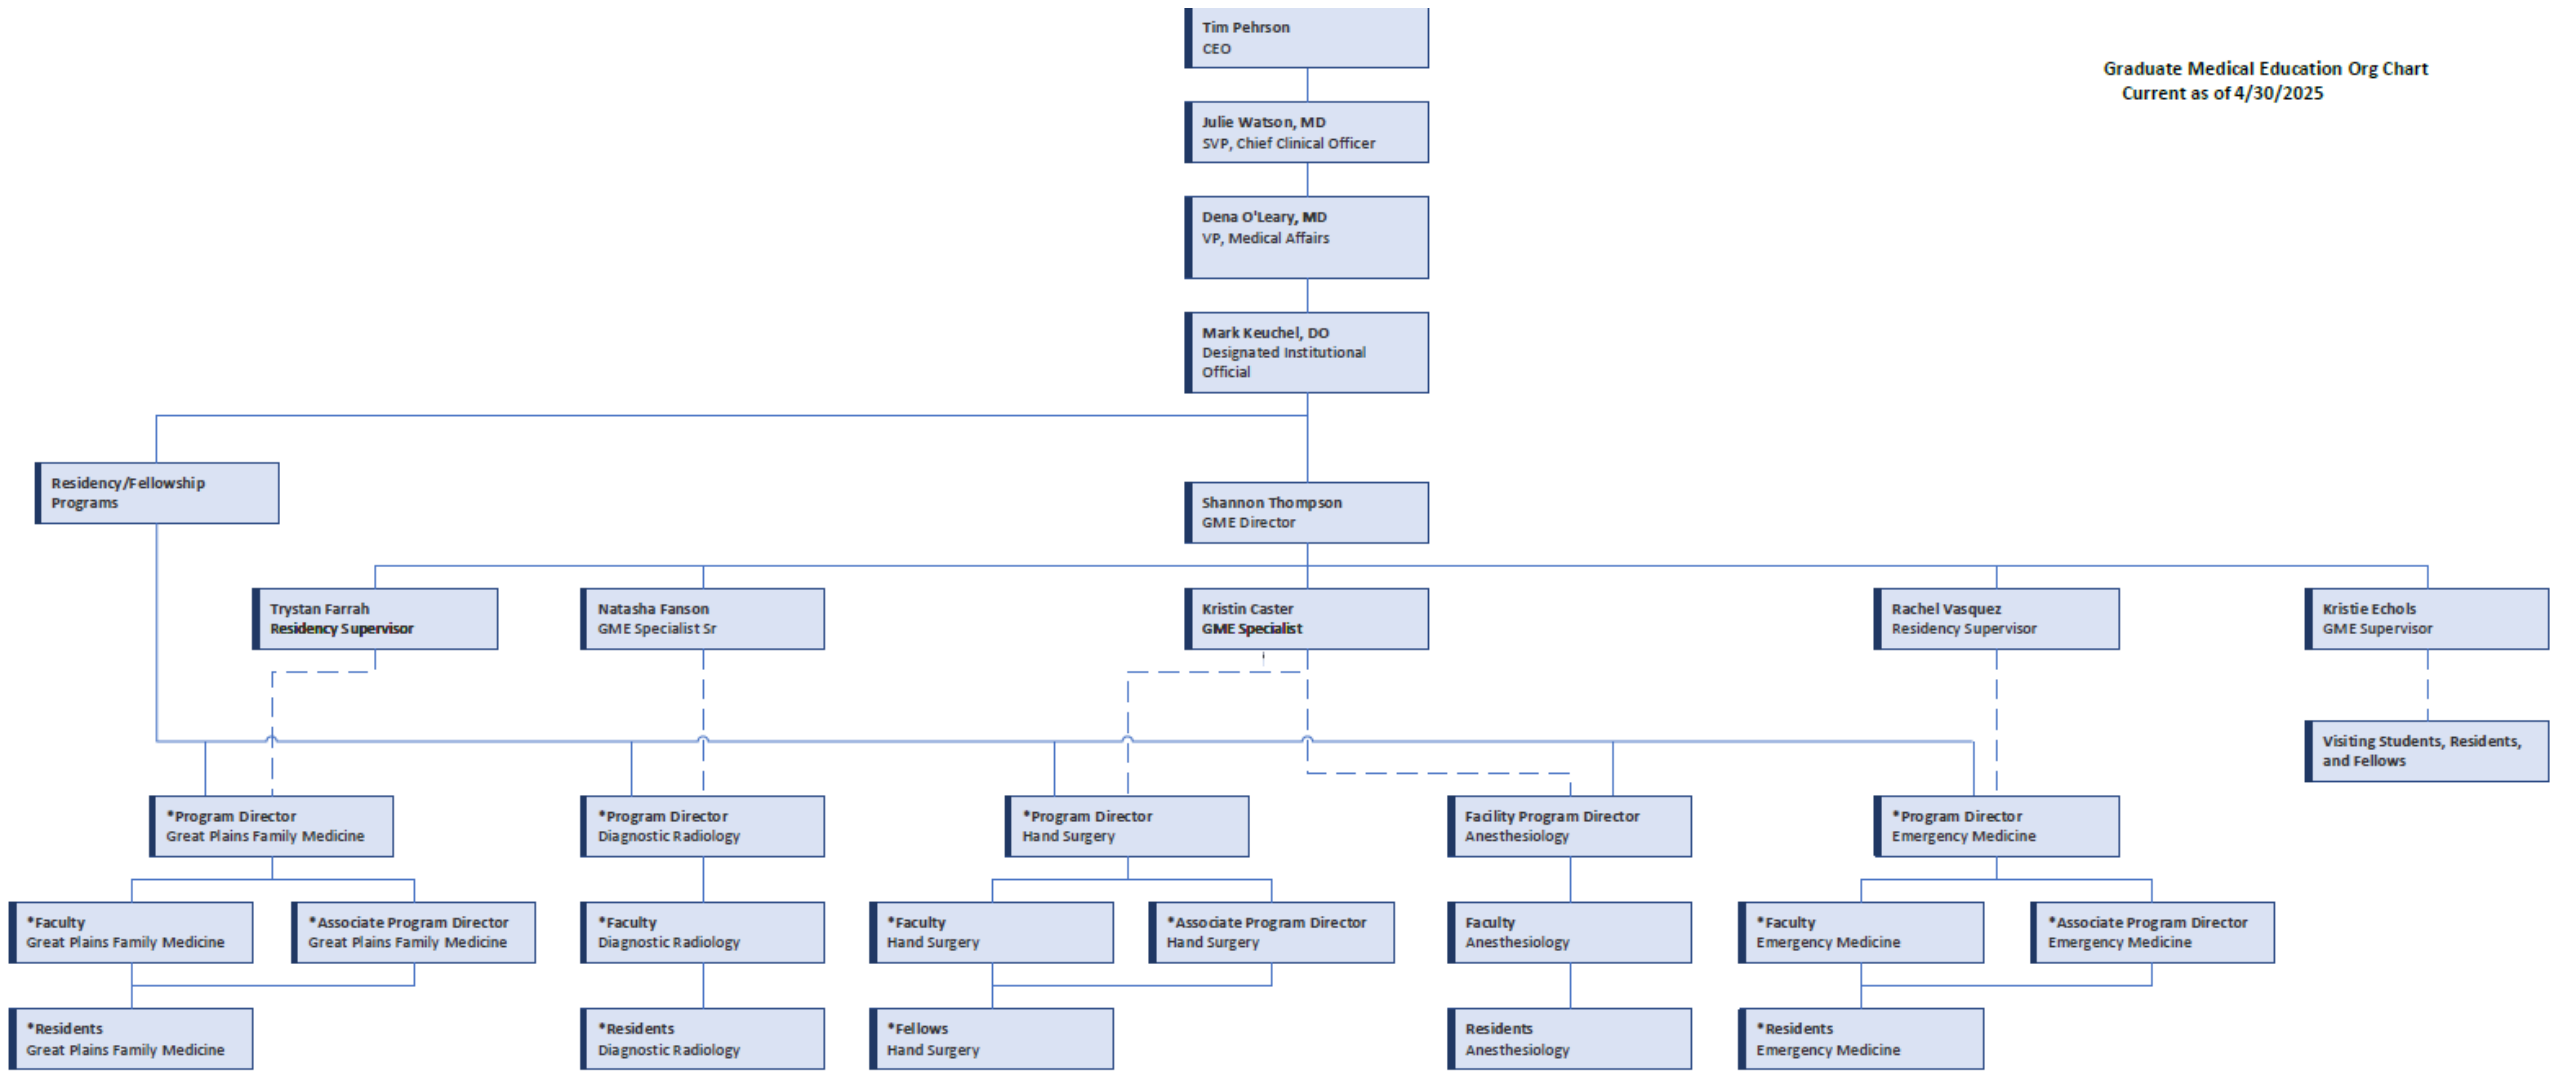 Tim Pehrson
CEO
Graduate Medical Education Org Chart
Current as of 4/30/2025
Julie Watson, MD
SVP, Chief Clinical Officer
Dena O'Leary, MD
VP, Medical Affairs
Mark Keuchel, DO
Designated Institutional
Official
Residency/Fellowship
Programs
Shannon Thompson
GME Director
Trystan Farrah
Residency Supervisor
Natasha Fanson
GME Specialist Sr
Kristin Caster
GME Specialist
Rachel Vasquez
Residency Supervisor
Kristie Echols
GME Supervisor
Visiting Students, Residents,
and Fellows
*Program Director
Great Plains Family Medicine
*Program Director
Diagnostic Radiology
*Program Director
Hand Surgery
Facility Program Director
Anesthesiology
*Program Director
Emergency Medicine
*Faculty
Great Plains Family Medicine
*Associate Program Director
Great Plains Family Medicine
*Faculty
Diagnostic Radiology
*Faculty
Hand Surgery
*Associate Program Director
Hand Surgery
Faculty
Anesthesiology
*Faculty
Emergency Medicine
*Associate Program Director
Emergency Medicine
*Residents
Great Plains Family Medicine
*Residents
Diagnostic Radiology
*Fellows
Hand Surgery
Residents
Anesthesiology
*Residents
Emergency Medicine